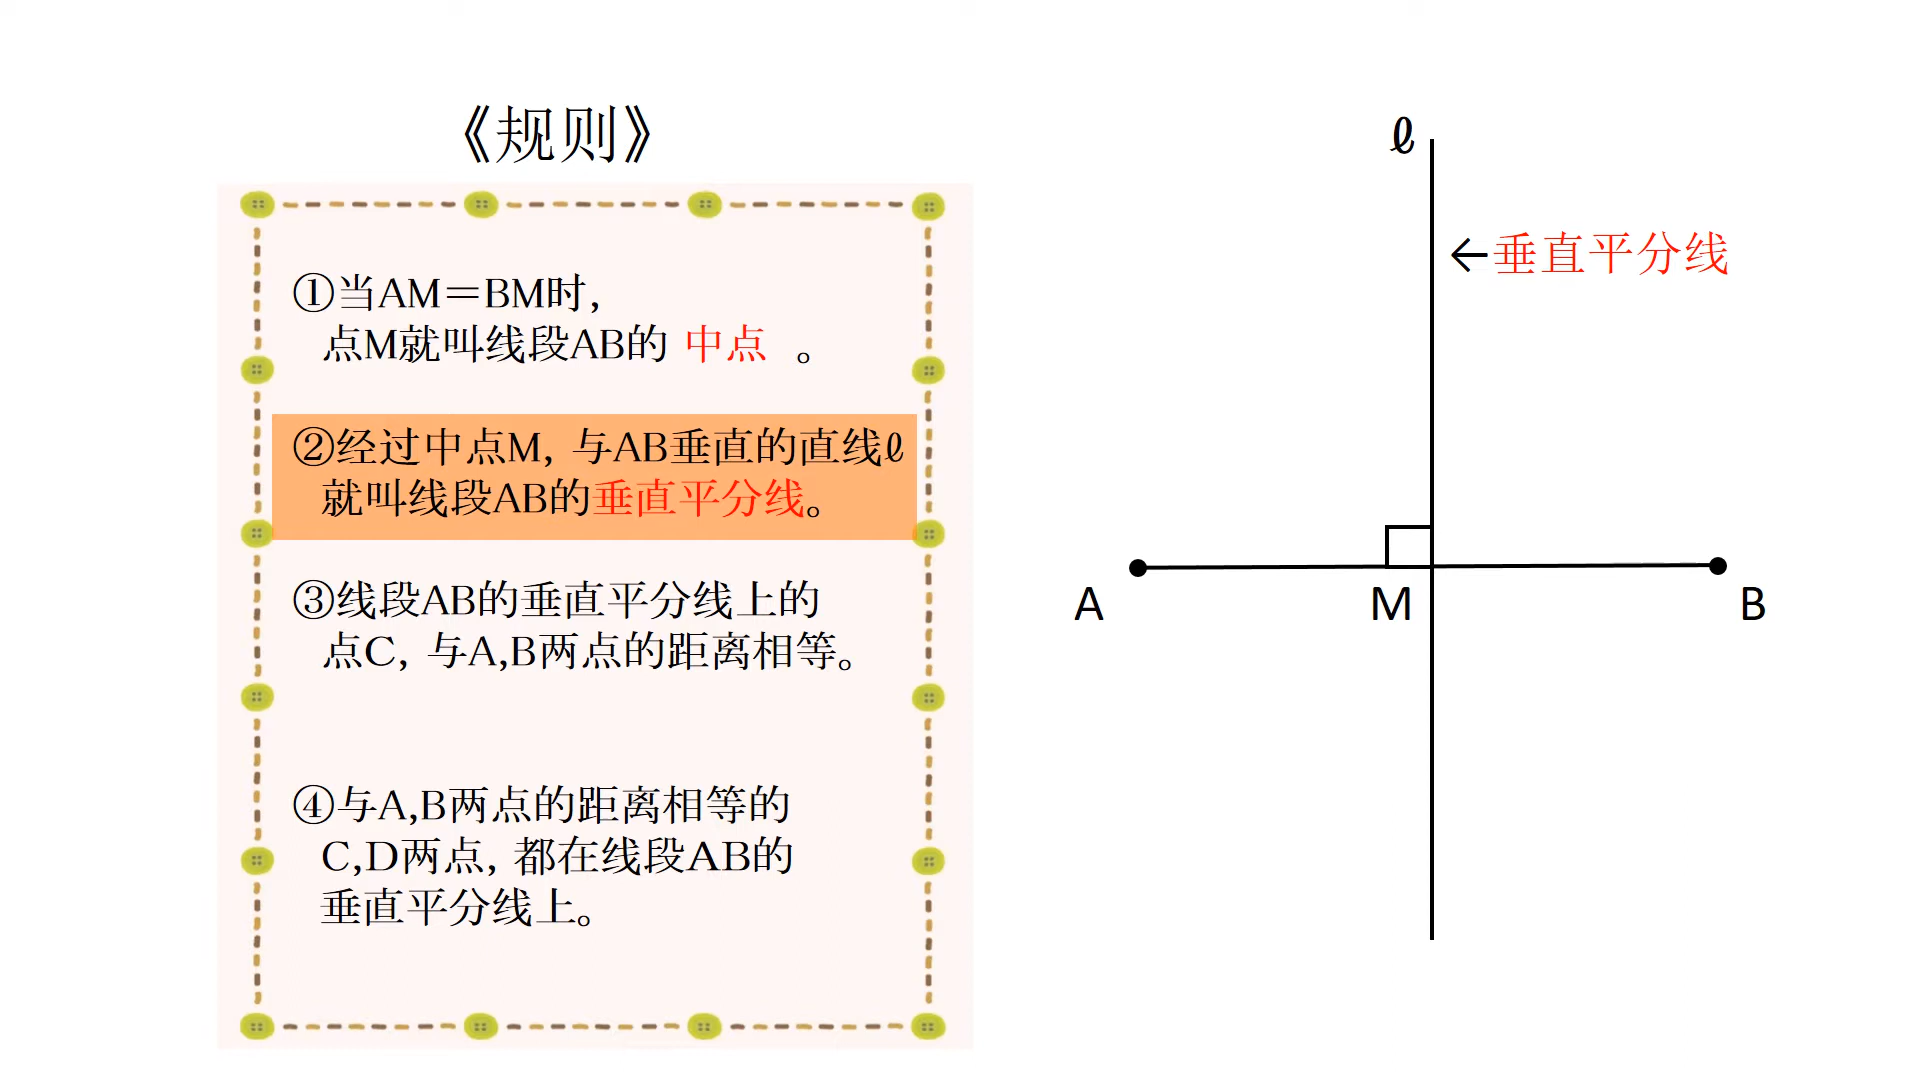 《规则》
①当AM＝BM时,
点M就叫线段AB的 中点 。
②经过中点M, 与AB垂直的直线ℓ
就叫线段AB的垂直平分线。
③线段AB的垂直平分线上的
点C, 与A,B两点的距离相等。
④与A,B两点的距离相等的
C,D两点, 都在线段AB的
垂直平分线上。
ℓ
←垂直平分线
A
M
B